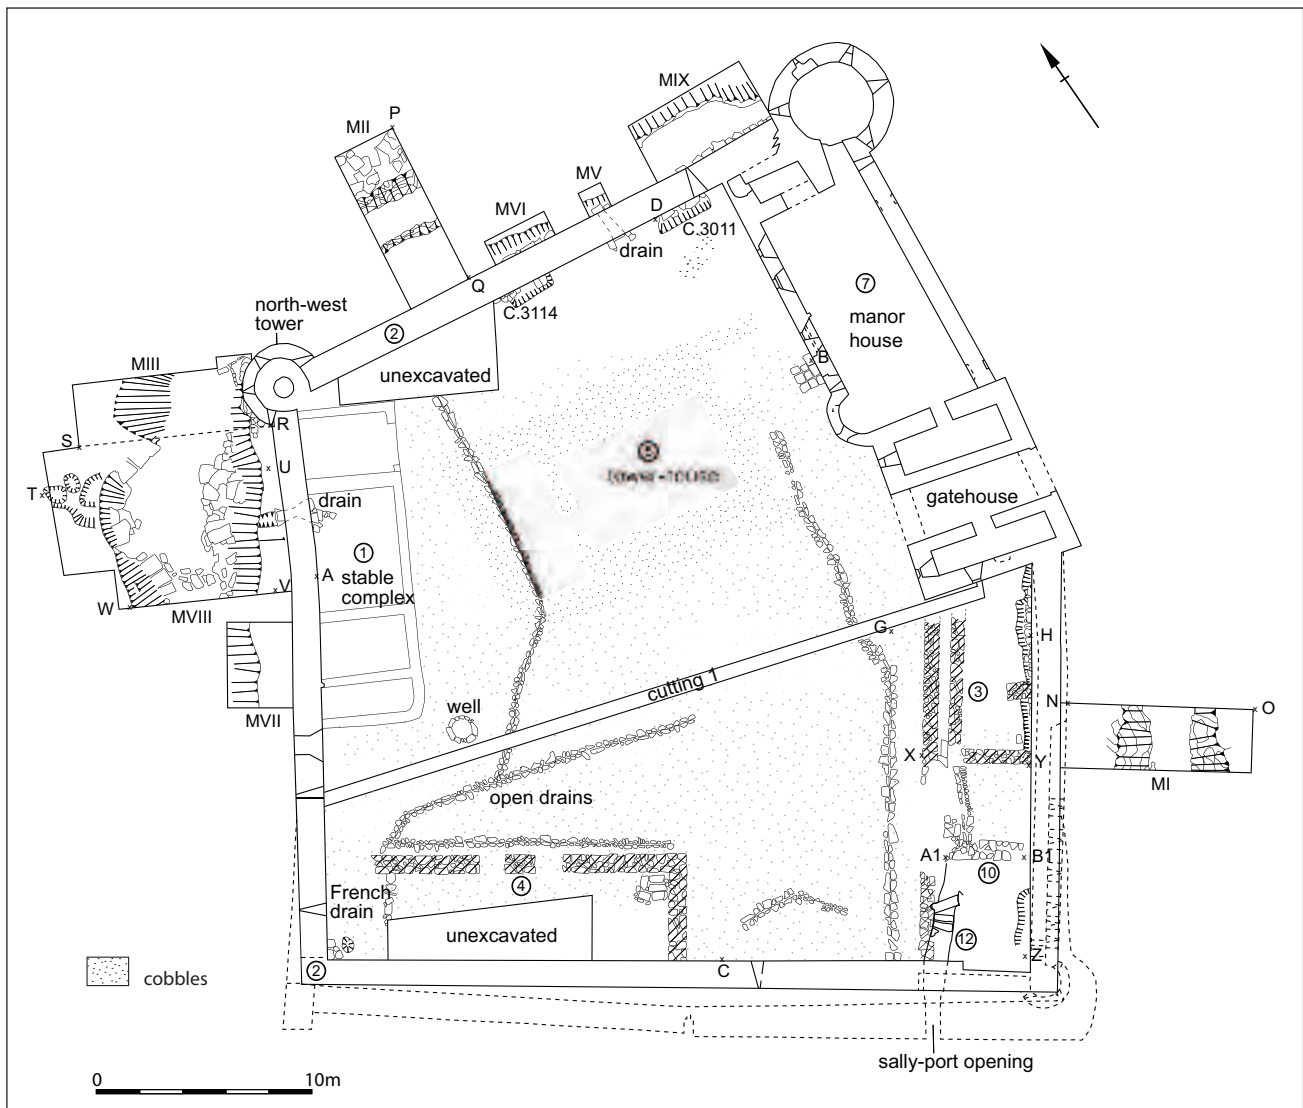 MIX
P
MII
MV
MVI
D
C.3011
drain
Q
C.3114
7
manor
house
north-west
tower
2
MIII
unexcavated
B
R
S
U
T
drain
tower-house
gatehouse
1
stable
complex
A
V
W
MVIII
G
H
cutting 1
3
MVII
well
N
O
X
Y
MI
open drains
A1
B1
10
4
French
drain
unexcavated
12
2
C
Z
cobbles
sally-port opening
0
10m